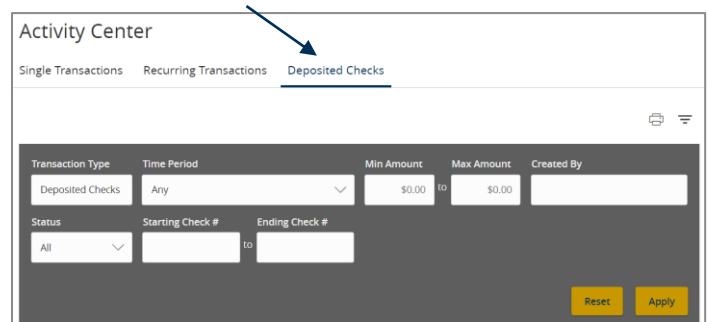 Activity Center
Single Transactions Recurring Transactions Deposited Checks
Transaction Type Time Period Min Amount Max Amount Created By
Deposited Checks Any $0.00 to $0.00
Status Starting Check # Ending Check #
All to
Reset Apply